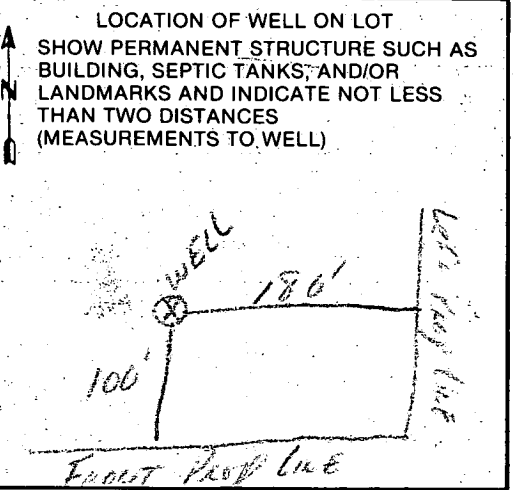 LOCATION OF WELL ON LOT
SHOW PERMANENT STRUCTURE SUCH AS
BUILDING, SEPTIC TANKS, AND/OR
LANDMARKS AND INDICATE NOT LESS
THAN TWO DISTANCES
(MEASUREMENTS TO WELL)
N
WELL
180'
100'
Left Prop Line
FRONT PROP LINE